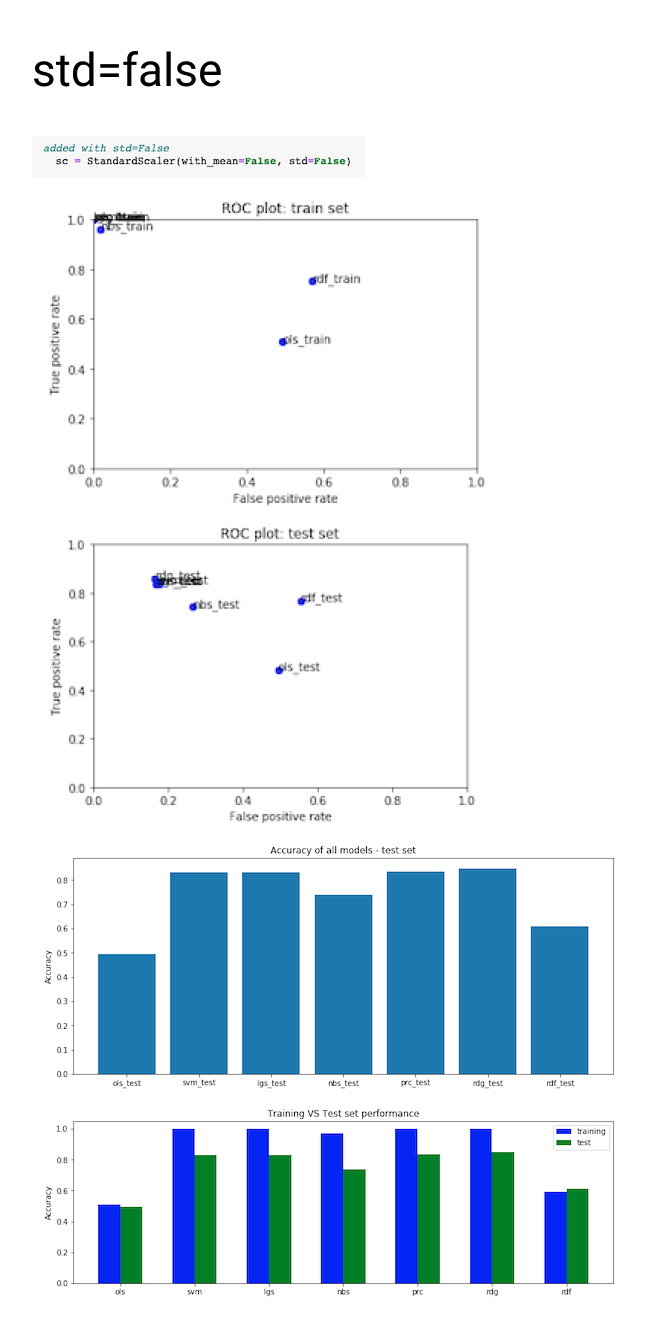 std=false
added with std=False
sc = StandardScaler(with_mean=False, std=False)
ROC plot: train set
1.0
nbs_train
0.8
rdf_train
0.6
ols_train
0.4
0.2
0.0
True positive rate
0.0 0.2 0.4 0.6 0.8 1.0
False positive rate
ROC plot: test set
1.0
0.8
nbs_test
rdf_test
0.6
ols_test
0.4
0.2
0.0
True positive rate
0.0 0.2 0.4 0.6 0.8 1.0
False positive rate
Accuracy of all models - test set
0.8
0.7
0.6
0.5
0.4
0.3
0.2
0.1
0.0
Accuracy
ols_test svm_test lgs_test nbs_test prc_test rdg_test rdf_test
Training VS Test set performance
1.0
0.8
0.6
0.4
0.2
0.0
Accuracy
training
test
ols svm lgs nbs prc rdg rdf